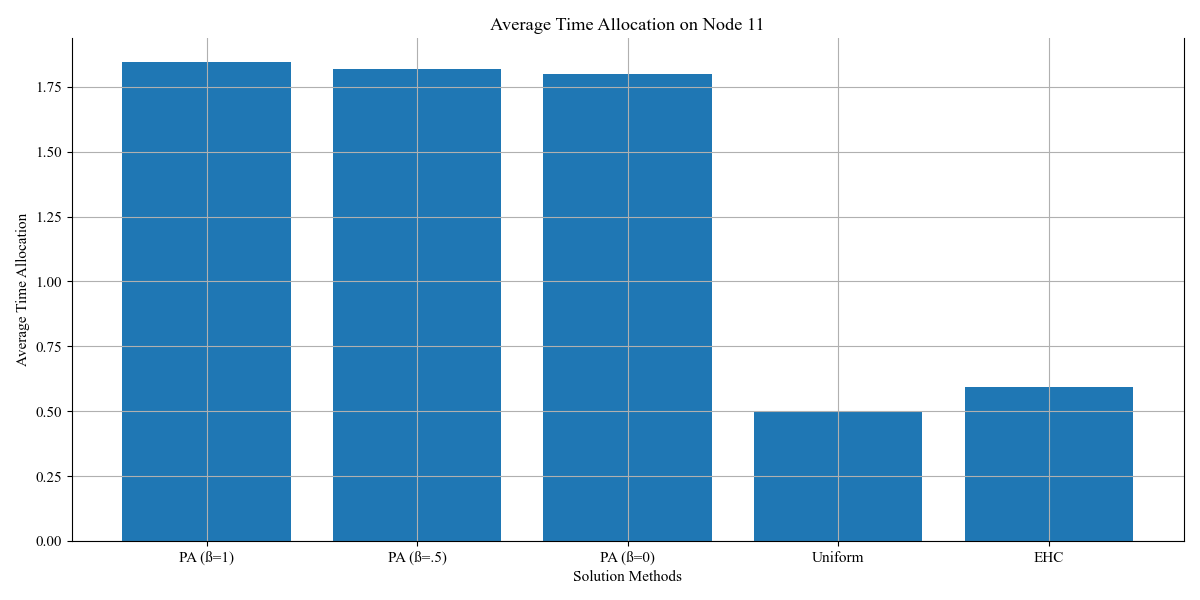 Average Time Allocation on Node 11
Average Time Allocation
1.75
1.50
1.25
1.00
0.75
0.50
0.25
0.00
PA (ß=1) PA (ß=.5) PA (ß=0) Uniform EHC
Solution Methods